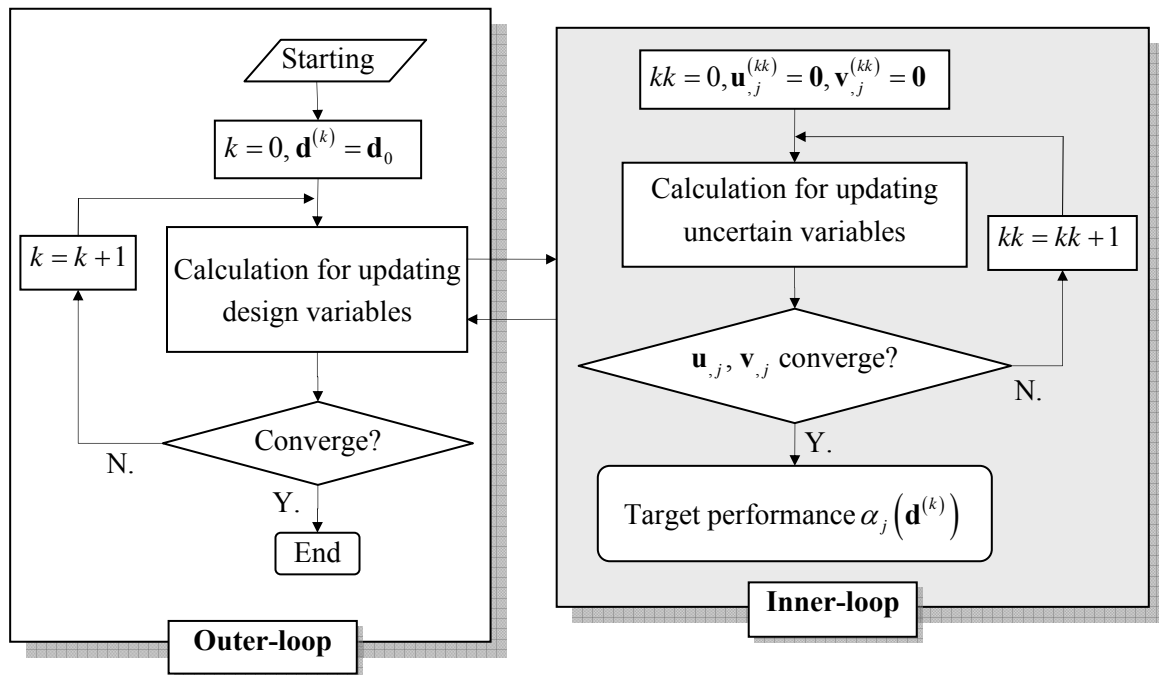 Starting
k = 0, d^(k) = d_0
k = k + 1
Calculation for updating
design variables
Converge?
N.
Y.
End
Outer-loop
kk = 0, u_,j^(kk) = 0, v_,j^(kk) = 0
Calculation for updating
uncertain variables
kk = kk + 1
u_,j, v_,j converge?
N.
Y.
Target performance α_j(d^(k))
Inner-loop